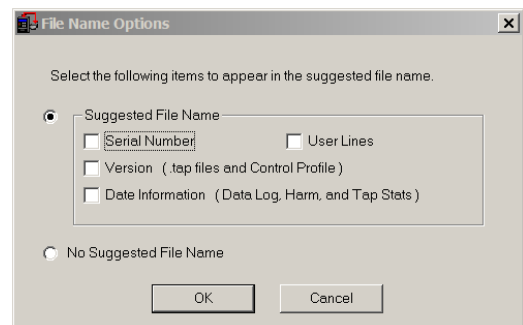 File Name Options
Select the following items to appear in the suggested file name.
Suggested File Name
Serial Number User Lines
Version ( .tap files and Control Profile )
Date Information ( Data Log, Harm, and Tap Stats )
No Suggested File Name
OK Cancel